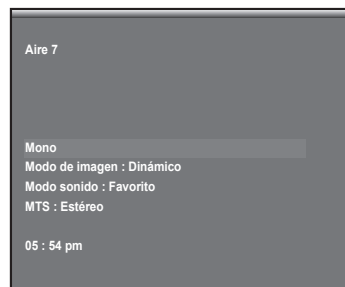 Aire 7
Mono
Modo de imagen : Dinámico
Modo sonido : Favorito
MTS : Estéreo
05 : 54 pm